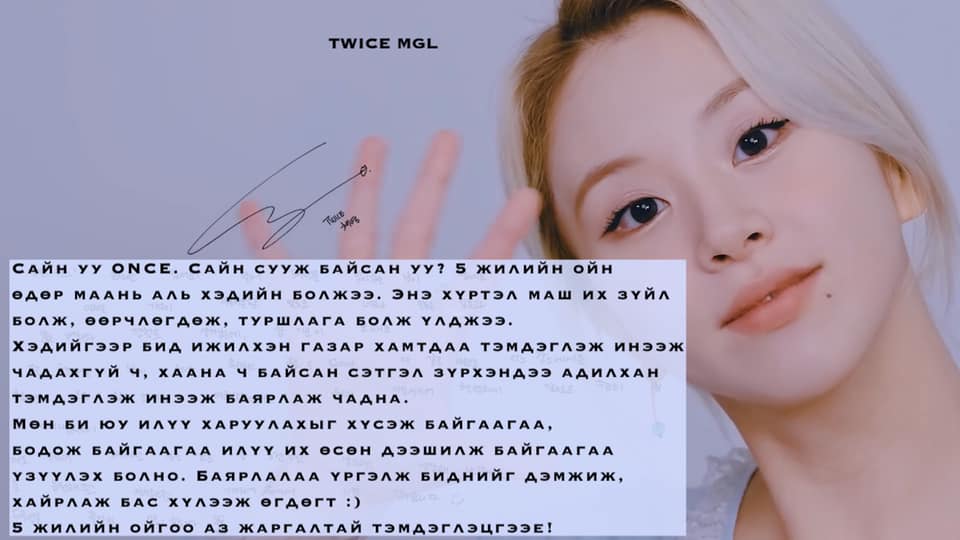 TWICE MGL
TWICE
Сайн уу ONCE. Сайн сууж байсан уу? 5 жилийн ойн
өдөр маань аль хэдийн болжээ. Энэ хүртэл маш их зүйл
болж, өөрчлөгдөж, туршлага болж үлджээ.
Хэдийгээр бид ижилхэн газар хамтдаа тэмдэглэж инээж
чадахгүй ч, хаана ч байсан сэтгэл зүрхэндээ адилхан
тэмдэглэж инээж баярлаж чадна.
Мөн би юу илүү харуулахыг хүсэж байгаагаа,
бодож байгаагаа илүү их өсөн дээшилж байгаагаа
үзүүлэх болно. Баярлалаа үргэлж биднийг дэмжиж,
хайрлаж бас хүлээж өгдөгт :)
5 жилийн ойгоо аз жаргалтай тэмдэглэцгээе!